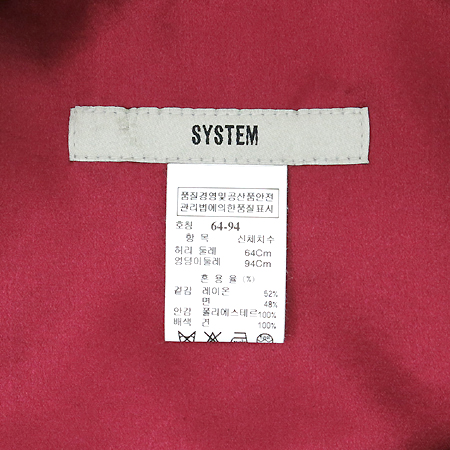 SYSTEM
품질경영및공산품안전
관리법에의한품질표시
호칭 64-94
항 목 신체치수
허리 둘레 64Cm
엉덩이둘레 94Cm
혼 용 율 (%)
겉감 레이온 52%
면 48%
안감 폴리에스테르 100%
배색 견 100%